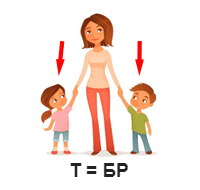 Т = БР